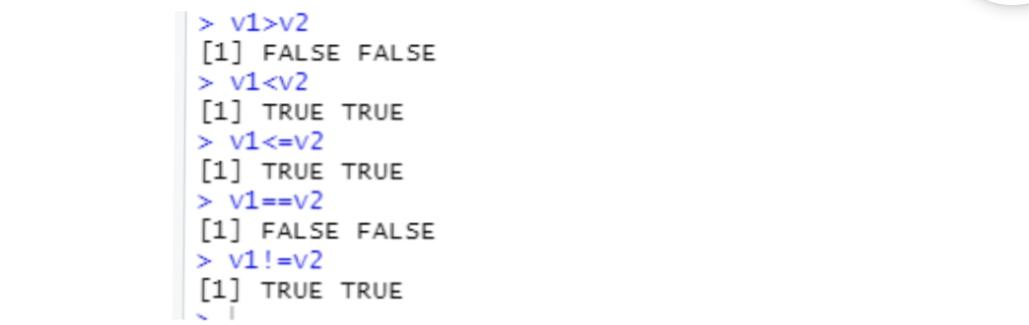 > v1>v2
[1] FALSE FALSE
> v1<v2
[1] TRUE TRUE
> v1<=v2
[1] TRUE TRUE
> v1==v2
[1] FALSE FALSE
> v1!=v2
[1] TRUE TRUE
>